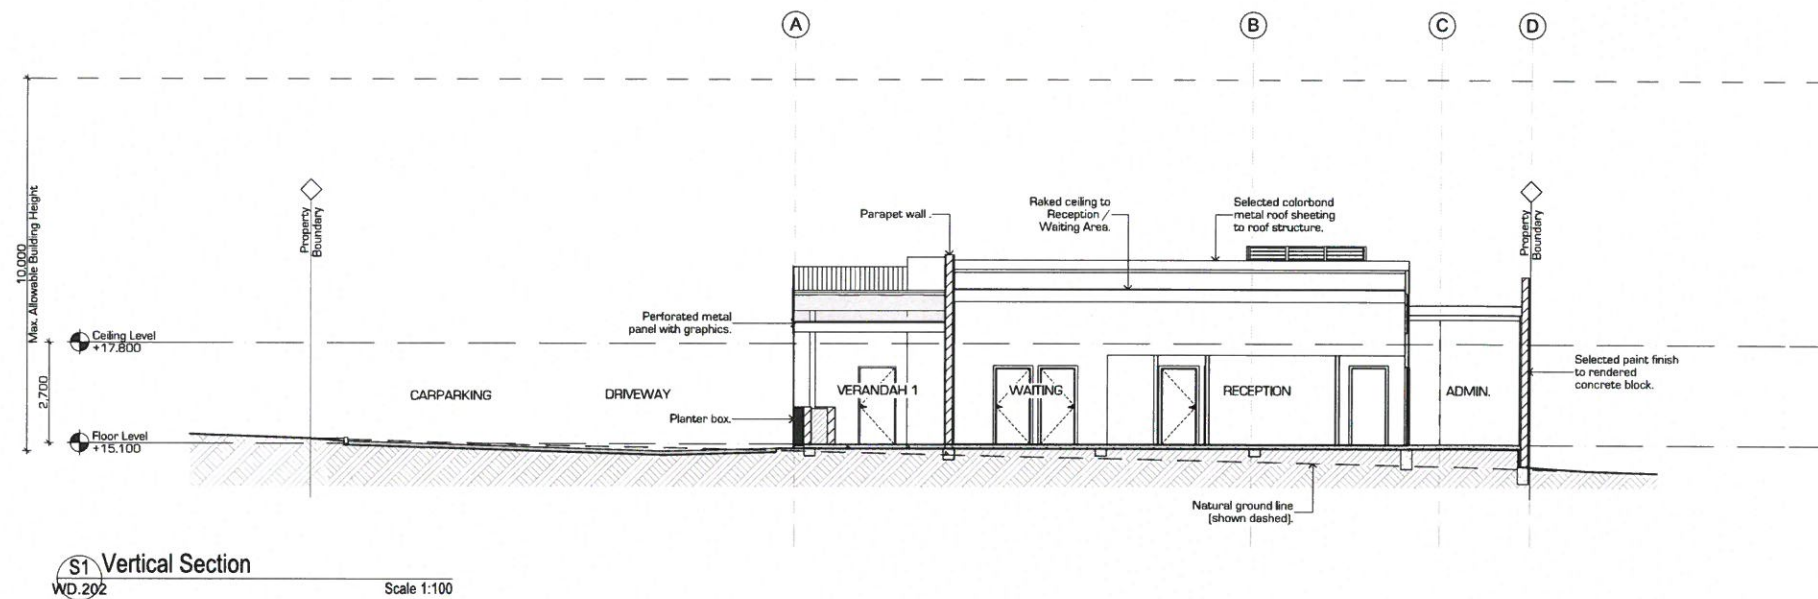 A
B
C
D
10,000
Max. Allowable Building Height
Property
Boundary
Property
Boundary
Parapet wall .
Raked ceiling to
Reception /
Waiting Area.
Selected colorbond
metal roof sheeting
to roof structure.
Perforated metal
panel with graphics.
Ceiling Level
+17.800
2,700
Selected paint finish
to rendered
concrete block.
CARPARKING
DRIVEWAY
VERANDAH 1
WAITING
RECEPTION
ADMIN.
Planter box.
Floor Level
+15.100
Natural ground line
(shown dashed).
S1 Vertical Section
WD.202
Scale 1:100